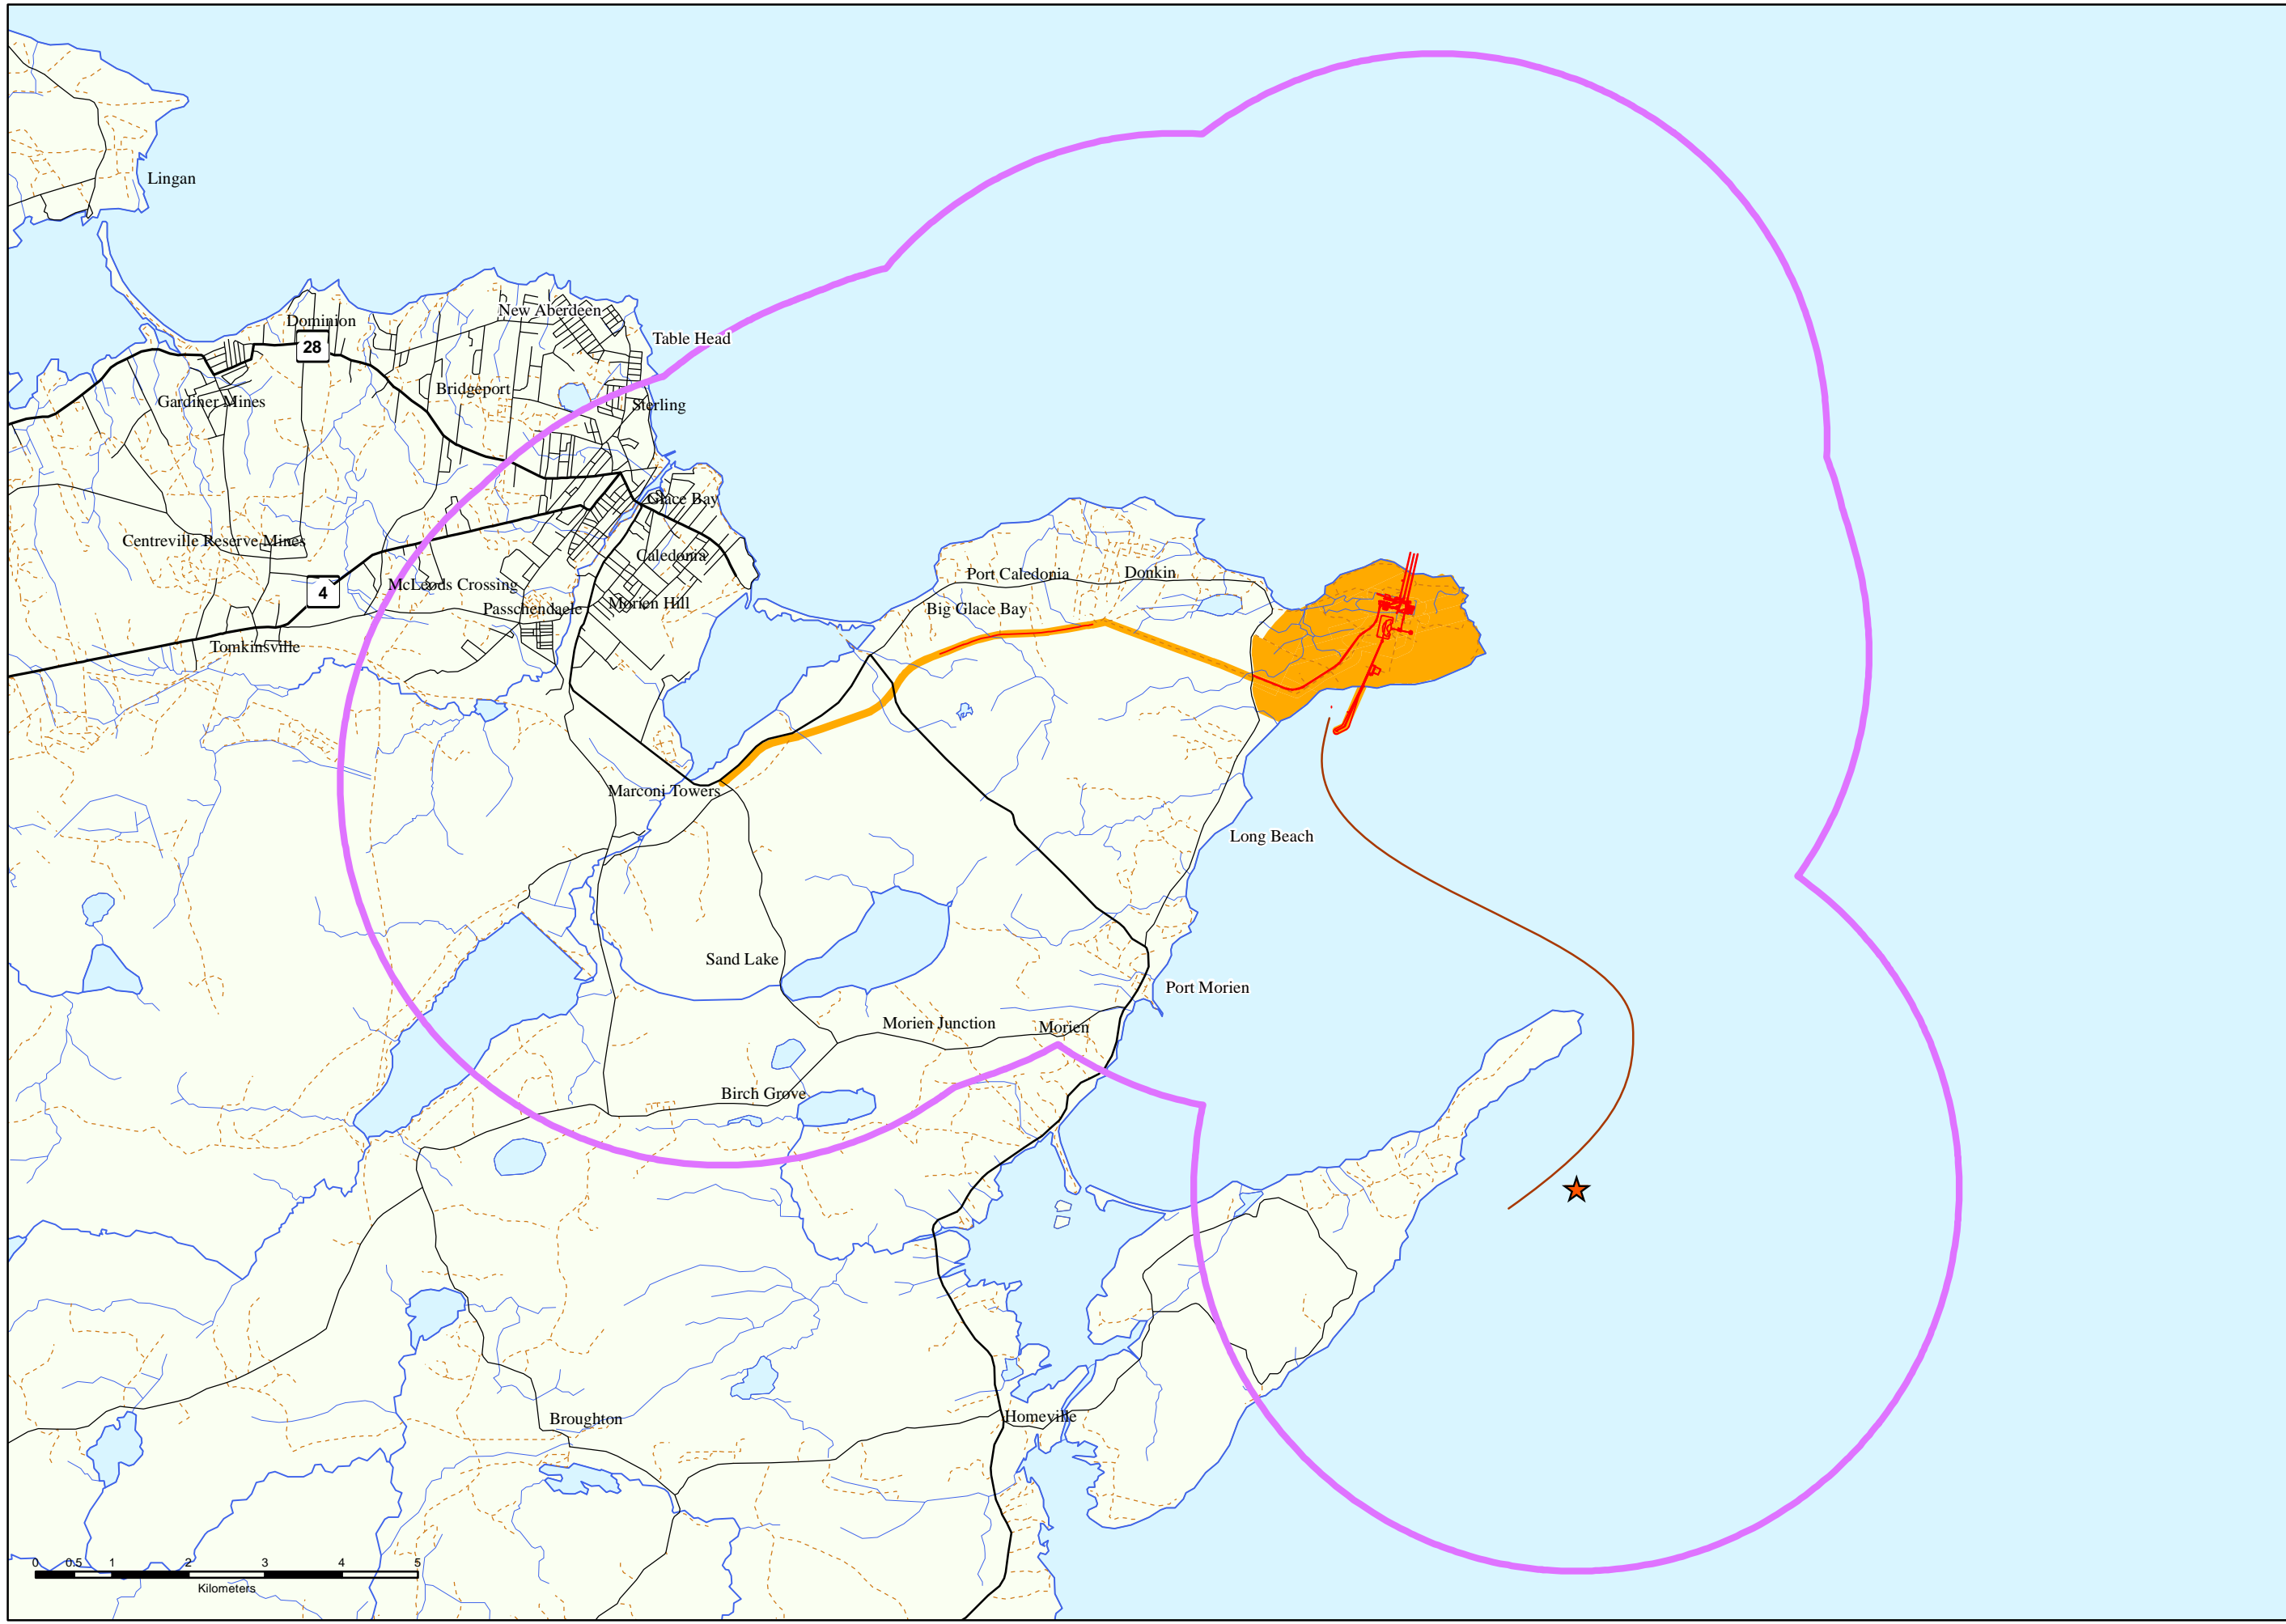 Lingan
New Aberdeen
Dominion
28
Table Head
Bridgeport
Gardiner Mines
Sterling
Glace Bay
Centreville Reserve Mines
Caledonia
Port Caledonia
Donkin
McLeods Crossing
4
Passchendaele
Morien Hill
Big Glace Bay
Tomkinsville
Marconi Towers
Long Beach
Sand Lake
Port Morien
Morien Junction
Morien
Birch Grove
Homeville
Broughton
0 0.5 1 2 3 4 5
Kilometers